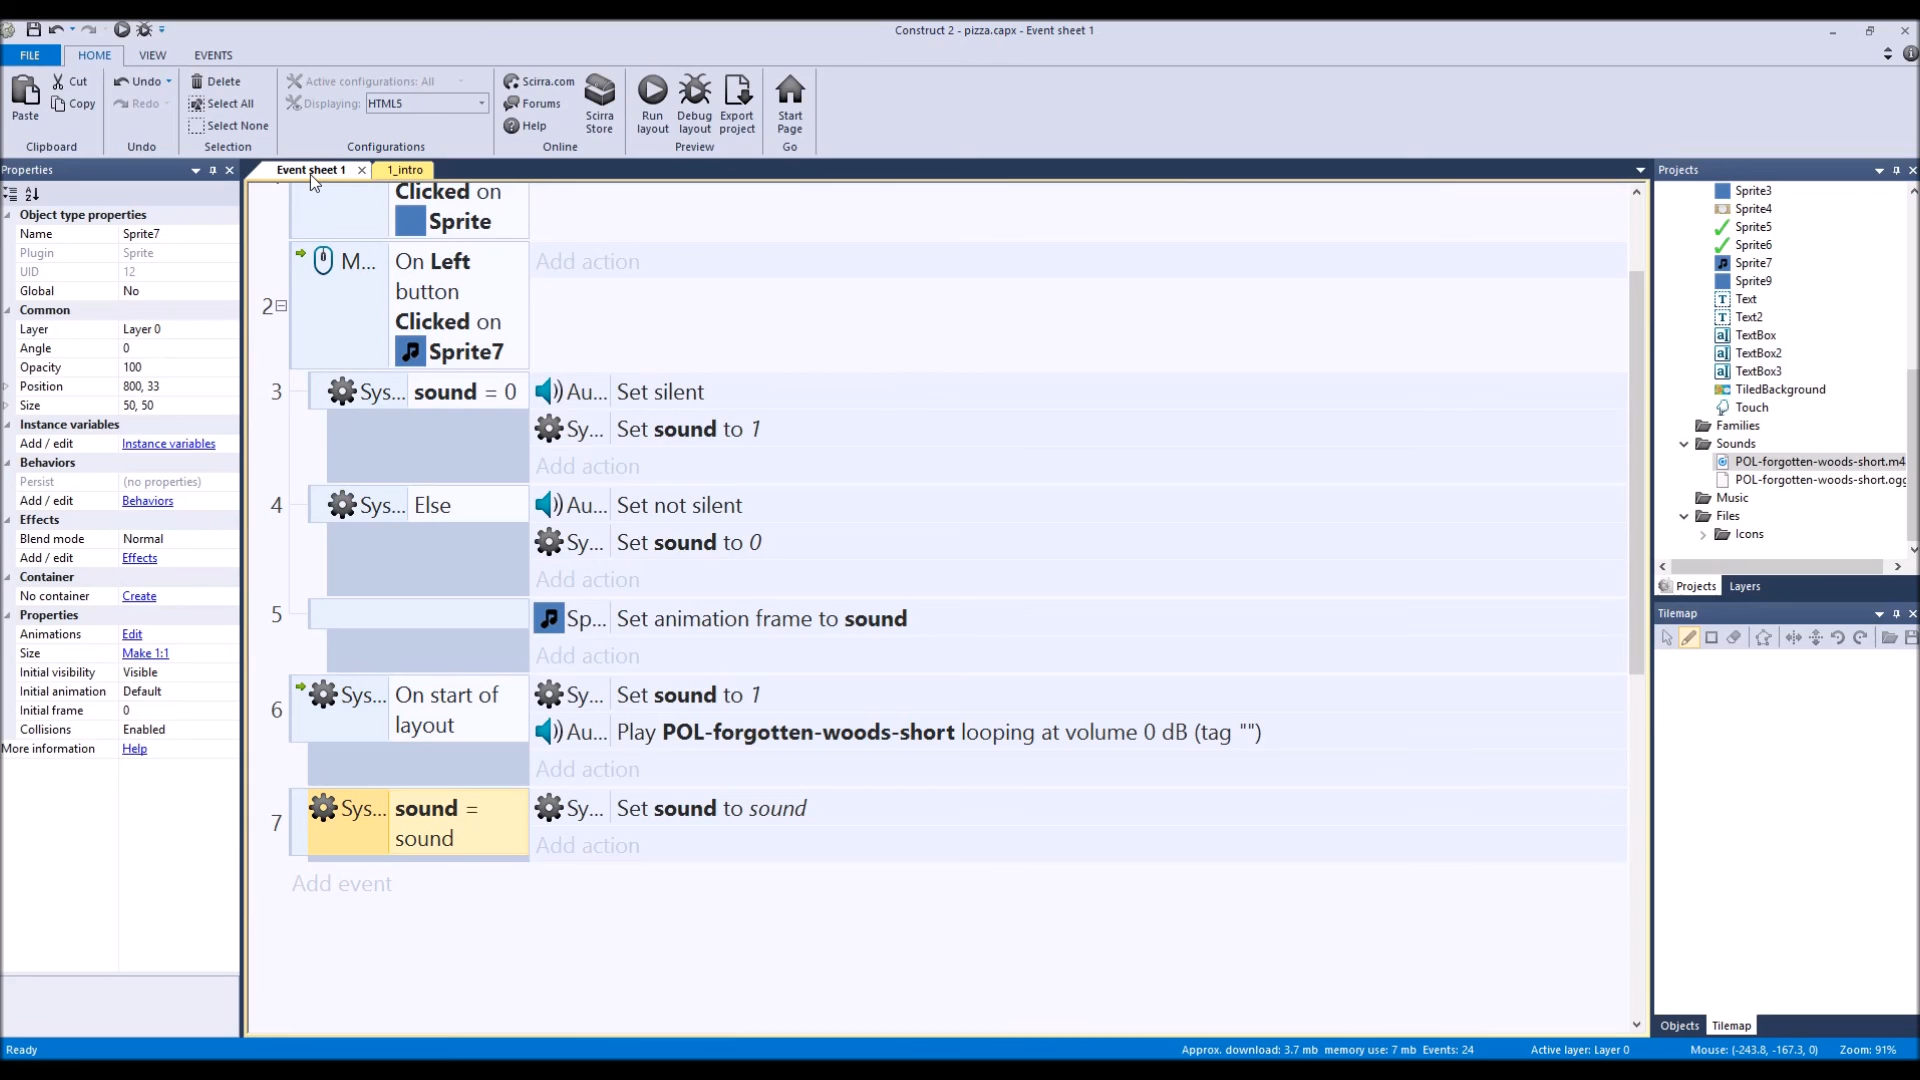 Construct 2 - pizza.capx - Event sheet 1
FILE
HOME
VIEW
EVENTS
Paste
Cut
Copy
Clipboard
Undo
Redo
Undo
Delete
Select All
Select None
Selection
Active configurations: All
Displaying: HTML5
Configurations
Scirra.com
Forums
Help
Scirra Store
Online
Run layout
Debug layout
Export project
Preview
Start Page
Go
Properties
Object type properties
Name Sprite7
Plugin Sprite
UID 12
Global No
Common
Layer Layer 0
Angle 0
Opacity 100
Position 800, 33
Size 50, 50
Instance variables
Add / edit Instance variables
Behaviors
Persist (no properties)
Add / edit Behaviors
Effects
Blend mode Normal
Add / edit Effects
Container
No container Create
Properties
Animations Edit
Size Make 1:1
Initial visibility Visible
Initial animation Default
Initial frame 0
Collisions Enabled
More information Help
Event sheet 1
1_intro
Clicked on
Sprite
2
M...
On Left
button
Clicked on
Sprite7
Add action
3
Sys...
sound = 0
Au... Set silent
Sy... Set sound to 1
Add action
4
Sys...
Else
Au... Set not silent
Sy... Set sound to 0
Add action
5
Sp... Set animation frame to sound
Add action
6
Sys...
On start of
layout
Sy... Set sound to 1
Au... Play POL-forgotten-woods-short looping at volume 0 dB (tag "")
Add action
7
Sys...
sound =
sound
Sy... Set sound to sound
Add action
Add event
Projects
Sprite3
Sprite4
Sprite5
Sprite6
Sprite7
Sprite9
Text
Text2
TextBox
TextBox2
TextBox3
TiledBackground
Touch
Families
Sounds
POL-forgotten-woods-short.m4
POL-forgotten-woods-short.ogg
Music
Files
Icons
Projects
Layers
Tilemap
Objects
Tilemap
Ready
Approx. download: 3.7 mb memory use: 7 mb Events: 24
Active layer: Layer 0
Mouse: (-243.8, -167.3, 0)
Zoom: 91%